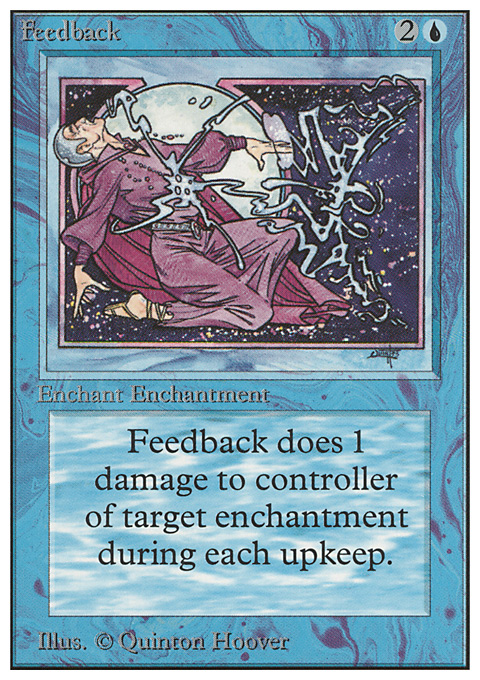 Feedback
2
Enchant Enchantment
Feedback does 1
damage to controller
of target enchantment
during each upkeep.
Illus. © Quinton Hoover